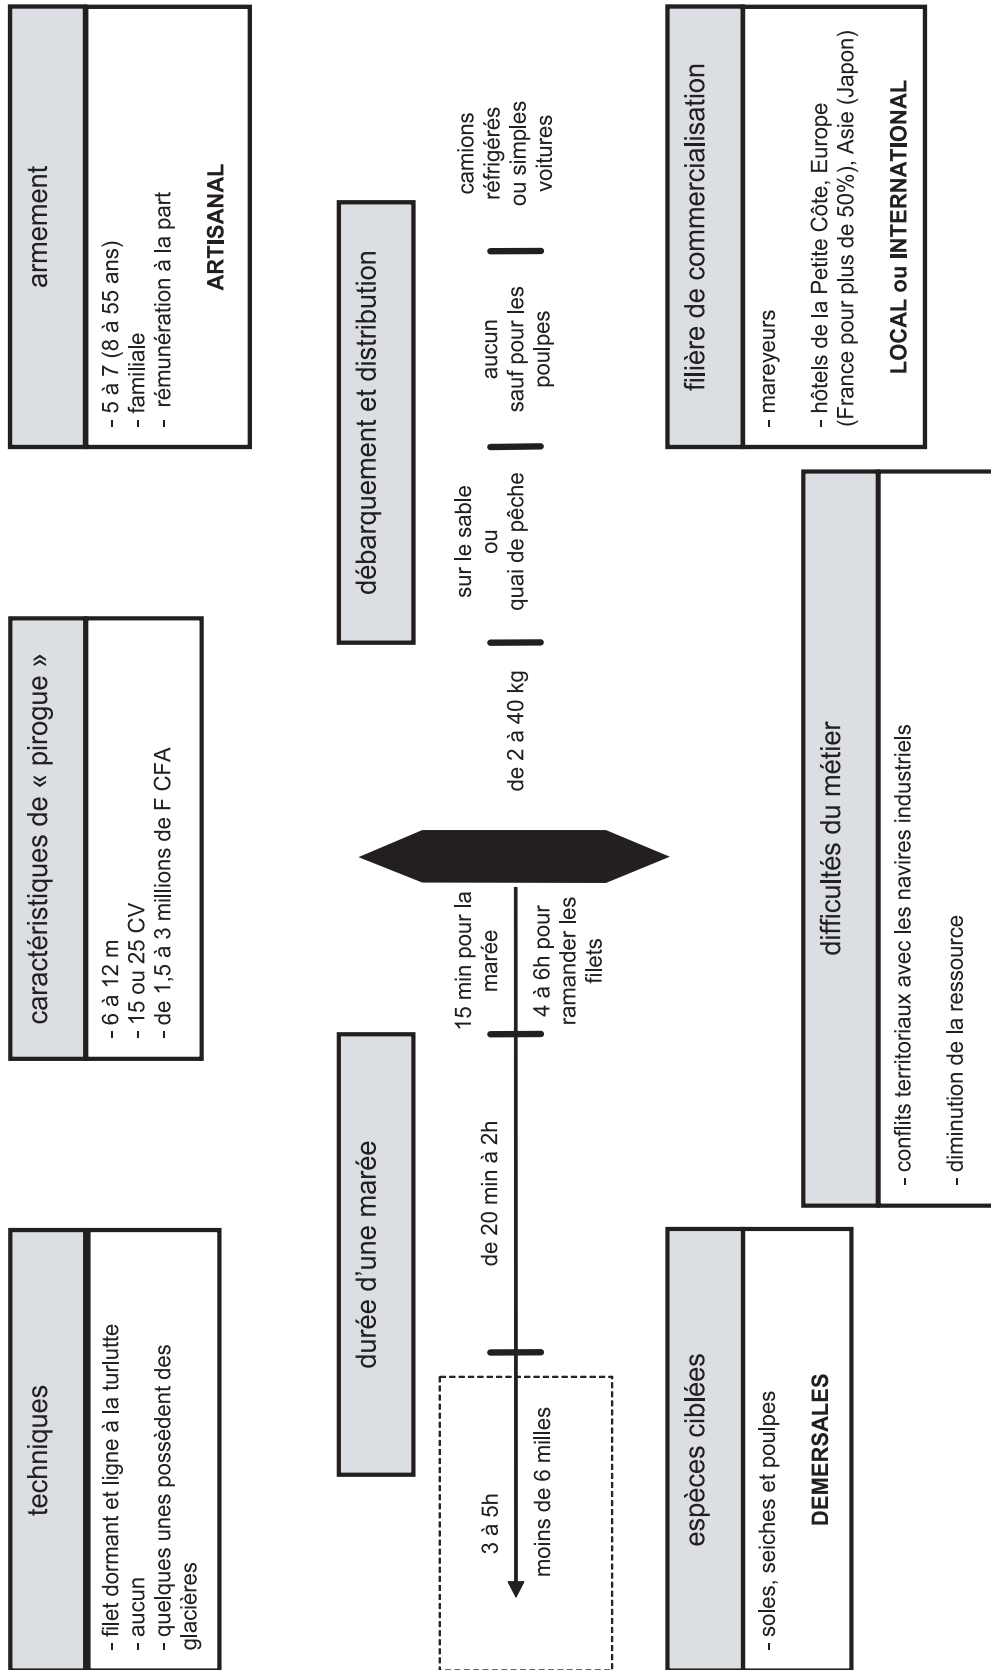 techniques
- filet dormant et ligne à la turlutte
- aucun
- quelques unes possèdent des
glacières
caractéristiques de « pirogue »
- 6 à 12 m
- 15 ou 25 CV
- de 1,5 à 3 millions de F CFA
armement
- 5 à 7 (8 à 55 ans)
- familiale
- rémunération à la part
ARTISANAL
durée d'une marée
3 à 5h
moins de 6 milles
de 20 min à 2h
15 min pour la
marée
4 à 6h pour
ramander les
filets
débarquement et distribution
de 2 à 40 kg
sur le sable
ou
quai de pêche
aucun
sauf pour les
poulpes
camions
réfrigérés
ou simples
voitures
espèces ciblées
- soles, seiches et poulpes
DEMERSALES
difficultés du métier
- conflits territoriaux avec les navires industriels
- diminution de la ressource
filière de commercialisation
- mareyeurs
- hôtels de la Petite Côte, Europe
(France pour plus de 50%), Asie (Japon)
LOCAL ou INTERNATIONAL